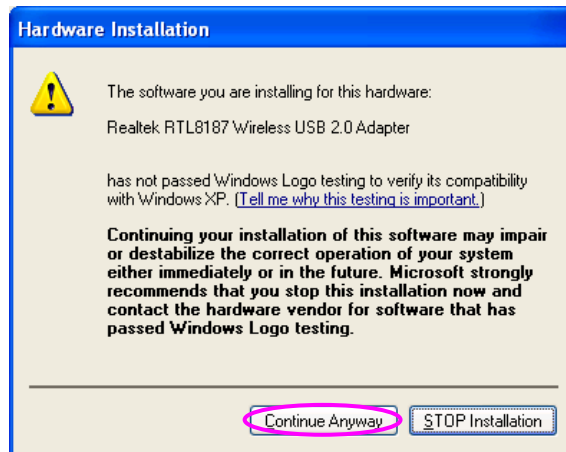 Hardware Installation
The software you are installing for this hardware:
Realtek RTL8187 Wireless USB 2.0 Adapter
has not passed Windows Logo testing to verify its compatibility
with Windows XP. (Tell me why this testing is important.)
Continuing your installation of this software may impair
or destabilize the correct operation of your system
either immediately or in the future. Microsoft strongly
recommends that you stop this installation now and
contact the hardware vendor for software that has
passed Windows Logo testing.
Continue Anyway
STOP Installation